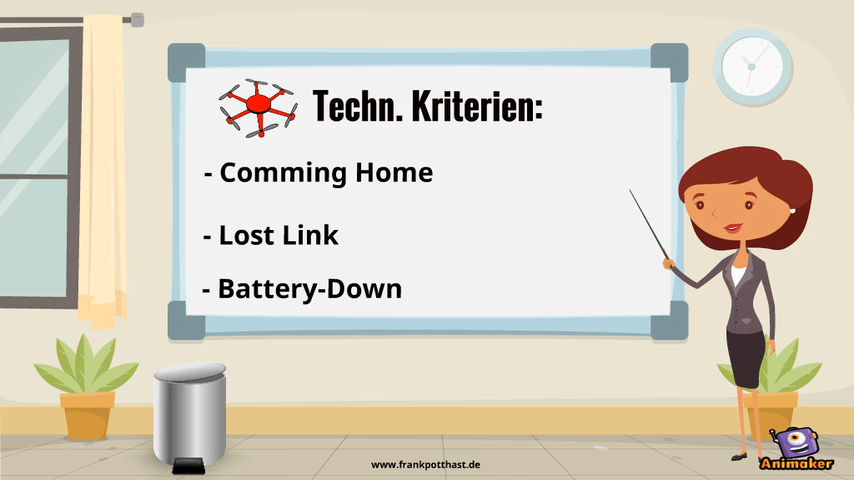 Techn. Kriterien:
- Comming Home
- Lost Link
- Battery-Down
www.frankpotthast.de
Animaker